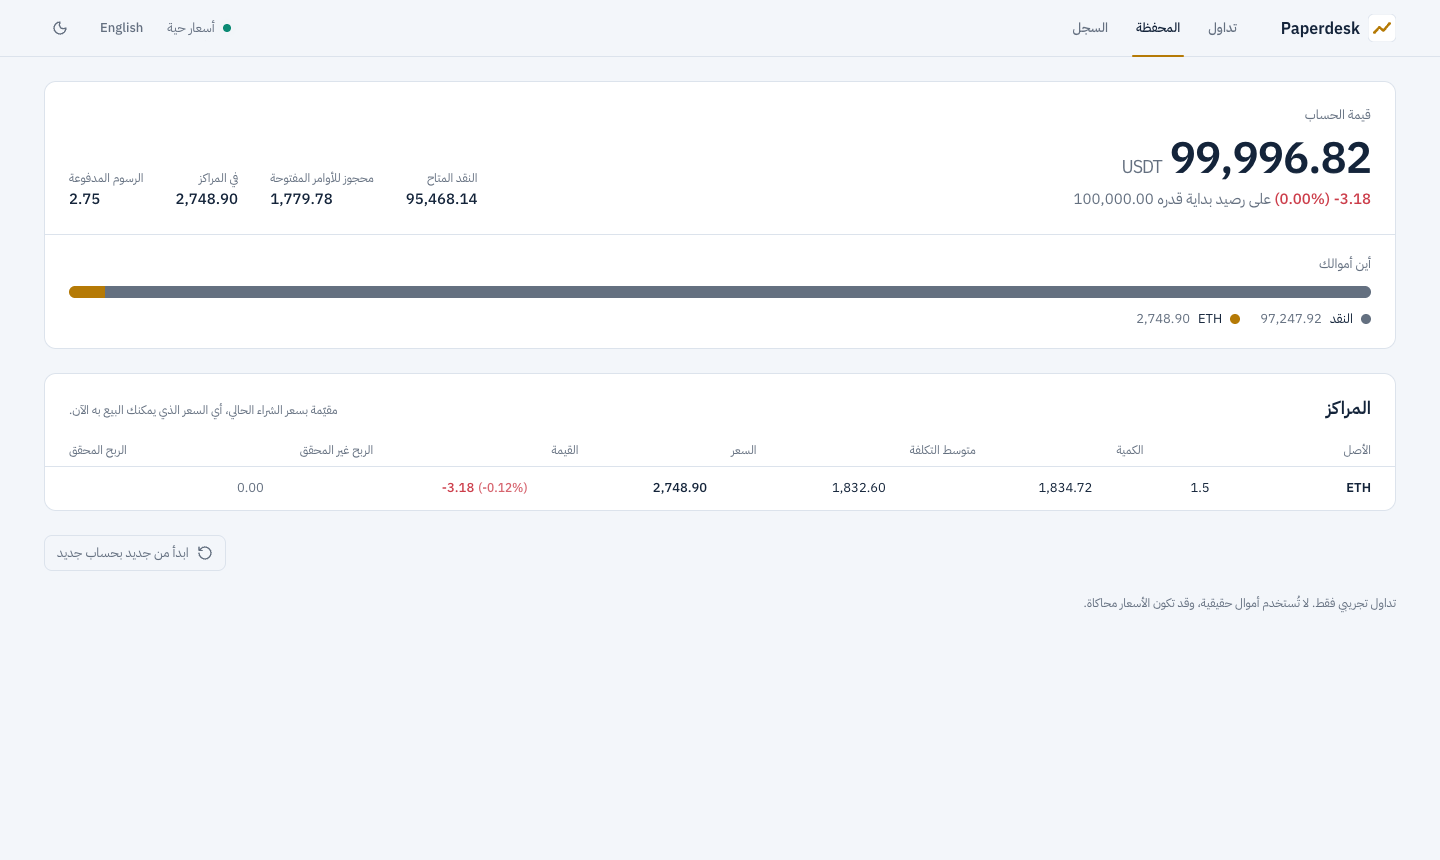 Paperdesk
تداول
المحفظة
السجل
أسعار حية
English
قيمة الحساب
99,996.82 USDT
-3.18 (0.00%) على رصيد بداية قدره 100,000.00
النقد المتاح
95,468.14
محجوز للأوامر المفتوحة
1,779.78
في المراكز
2,748.90
الرسوم المدفوعة
2.75
أين أموالك
النقد 97,247.92
ETH 2,748.90
المراكز
مقيّمة بسعر الشراء الحالي، أي السعر الذي يمكنك البيع به الآن.
الأصل الكمية متوسط التكلفة السعر القيمة الربح غير المحقق الربح المحقق
ETH 1.5 1,834.72 1,832.60 2,748.90 -3.18 (-0.12%) 0.00
ابدأ من جديد بحساب جديد
تداول تجريبي فقط. لا تُستخدم أموال حقيقية، وقد تكون الأسعار محاكاة.